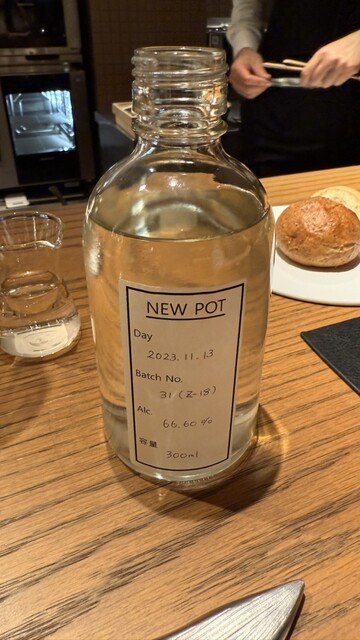 NEW POT
Day
2023.11.13
Batch No.
31 (2-18)
Alc.
66.60%
容量
300ml